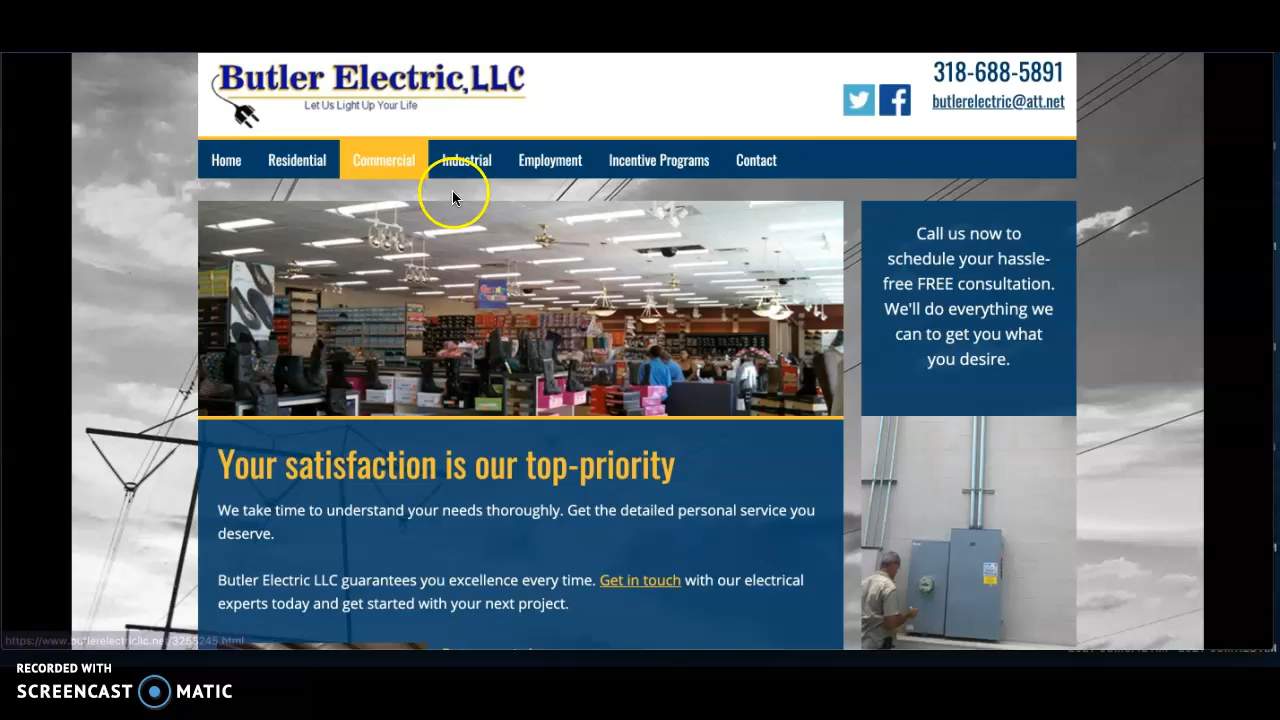 Butler Electric, LLC
Let Us Light Up Your Life
318-688-5891
butlerelectric@att.net
Home Residential Commercial Industrial Employment Incentive Programs Contact
Call us now to
schedule your hassle-
free FREE consultation.
We'll do everything we
can to get you what
you desire.
Your satisfaction is our top-priority
We take time to understand your needs thoroughly. Get the detailed personal service you
deserve.
Butler Electric LLC guarantees you excellence every time. Get in touch with our electrical
experts today and get started with your next project.
RECORDED WITH
SCREENCAST MATIC